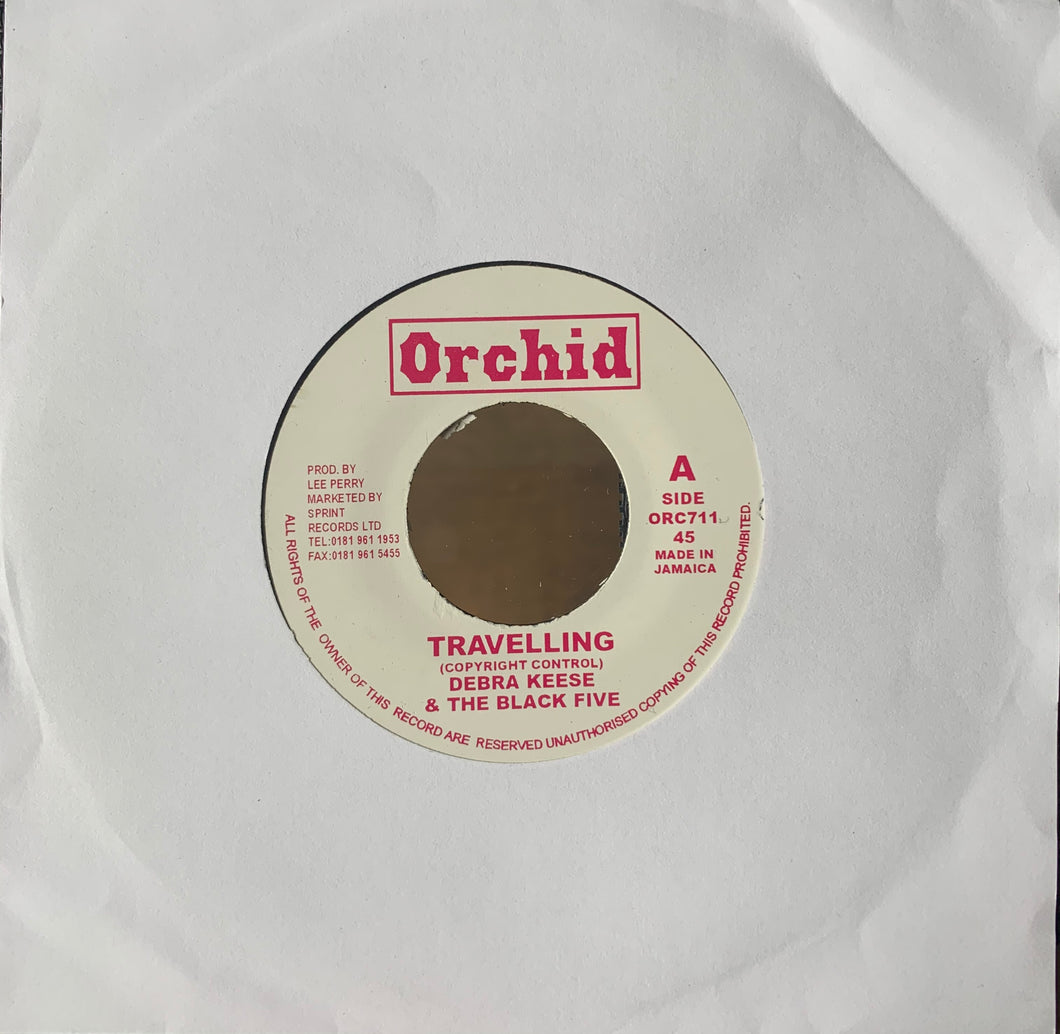 Orchid
PROD. BY
LEE PERRY
MARKETED BY
SPRINT
RECORDS LTD
TEL:0181 961 1953
FAX:0181 961 5455
A
SIDE
ORC711
45
MADE IN
JAMAICA
TRAVELLING
(COPYRIGHT CONTROL)
DEBRA KEESE
& THE BLACK FIVE
ALL RIGHTS OF THE OWNER OF THIS RECORD ARE RESERVED UNAUTHORISED COPYING OF THIS RECORD PROHIBITED.